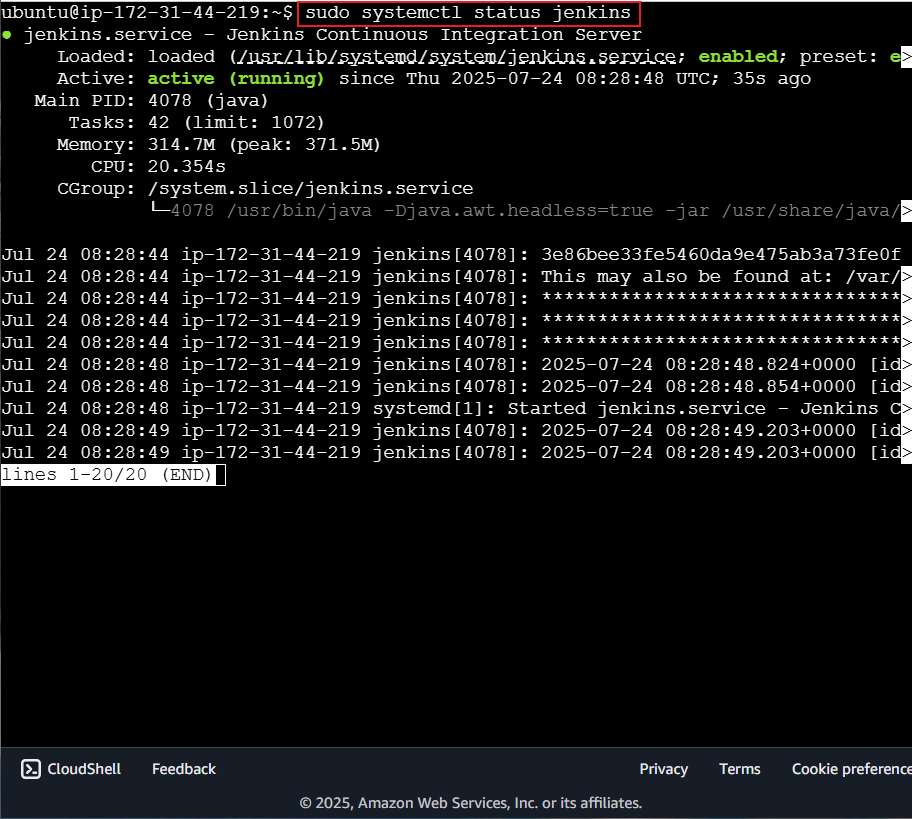 ubuntu@ip-172-31-44-219:~$ sudo systemctl status jenkins
● jenkins.service - Jenkins Continuous Integration Server
Loaded: loaded (/usr/lib/systemd/system/jenkins.service; enabled; preset: e>
Active: active (running) since Thu 2025-07-24 08:28:48 UTC; 35s ago
Main PID: 4078 (java)
Tasks: 42 (limit: 1072)
Memory: 314.7M (peak: 371.5M)
CPU: 20.354s
CGroup: /system.slice/jenkins.service
└─4078 /usr/bin/java -Djava.awt.headless=true -jar /usr/share/java/>
Jul 24 08:28:44 ip-172-31-44-219 jenkins[4078]: 3e86bee33fe5460da9e475ab3a73fe0f
Jul 24 08:28:44 ip-172-31-44-219 jenkins[4078]: This may also be found at: /var/>
Jul 24 08:28:44 ip-172-31-44-219 jenkins[4078]: ********************************>
Jul 24 08:28:44 ip-172-31-44-219 jenkins[4078]: ********************************>
Jul 24 08:28:44 ip-172-31-44-219 jenkins[4078]: ********************************>
Jul 24 08:28:48 ip-172-31-44-219 jenkins[4078]: 2025-07-24 08:28:48.824+0000 [id>
Jul 24 08:28:48 ip-172-31-44-219 jenkins[4078]: 2025-07-24 08:28:48.854+0000 [id>
Jul 24 08:28:48 ip-172-31-44-219 systemd[1]: Started jenkins.service - Jenkins C>
Jul 24 08:28:49 ip-172-31-44-219 jenkins[4078]: 2025-07-24 08:28:49.203+0000 [id>
Jul 24 08:28:49 ip-172-31-44-219 jenkins[4078]: 2025-07-24 08:28:49.203+0000 [id>
lines 1-20/20 (END)
CloudShell Feedback Privacy Terms Cookie preference
© 2025, Amazon Web Services, Inc. or its affiliates.